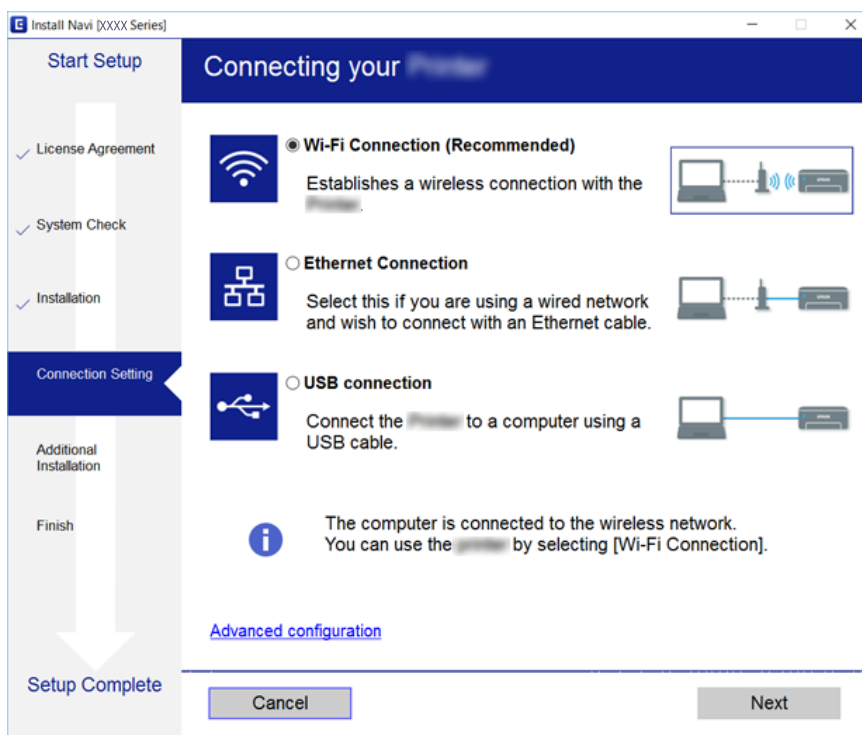 Install Navi [XXXX Series]
Start Setup
License Agreement
System Check
Installation
Connection Setting
Additional
Installation
Finish
Setup Complete
Connecting your
Wi-Fi Connection (Recommended)
Establishes a wireless connection with the
Ethernet Connection
Select this if you are using a wired network
and wish to connect with an Ethernet cable.
USB connection
Connect the to a computer using a
USB cable.
The computer is connected to the wireless network.
You can use the by selecting [Wi-Fi Connection].
Advanced configuration
Cancel
Next